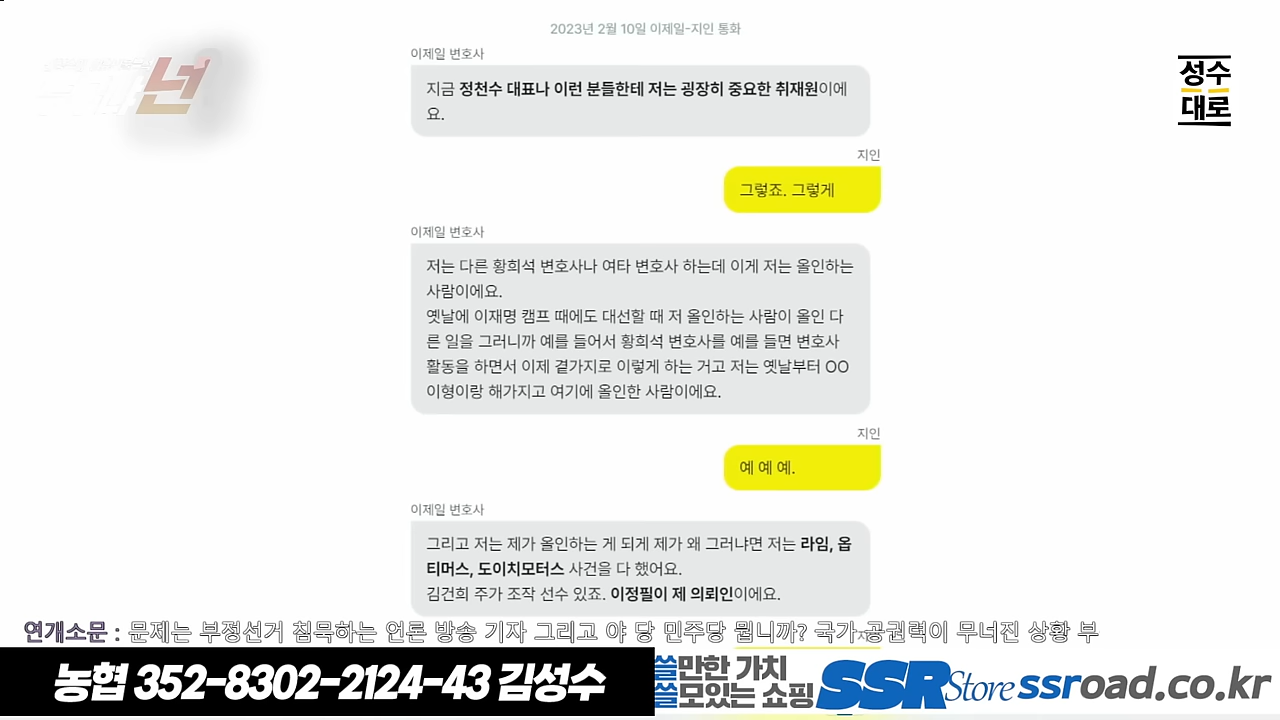 2023년 2월 10일 이제일-지인 통화
이제일 변호사
지금 정천수 대표나 이런 분들한테 저는 굉장히 중요한 취재원이에
요.
지인
그렇죠. 그렇게
이제일 변호사
저는 다른 황희석 변호사나 여타 변호사 하는데 이게 저는 올인하는
사람이에요.
옛날에 이재명 캠프 때에도 대선할 때 저 올인하는 사람이 올인 다
른 일을 그러니까 예를 들어서 황희석 변호사를 예를 들면 변호사
활동을 하면서 이제 곁가지로 이렇게 하는 거고 저는 옛날부터 OO
이형이랑 해가지고 여기에 올인한 사람이에요.
지인
예 예 예.
이제일 변호사
그리고 저는 제가 올인하는 게 되게 제가 왜 그러냐면 저는 라임, 옵
티머스, 도이치모터스 사건을 다 했어요.
김건희 주가 조작 선수 있죠. 이정필이 제 의뢰인이에요.
년
성수
대로
연개소문 : 문제는 부정선거 침묵하는 언론 방송 기자 그리고 야 당 민주당 뭡니까? 국가 공권력이 무너진 상황 부
농협 352-8302-2124-43 김성수
쓸만한 가치
쓸모있는 쇼핑
SSR Store ssroad.co.kr